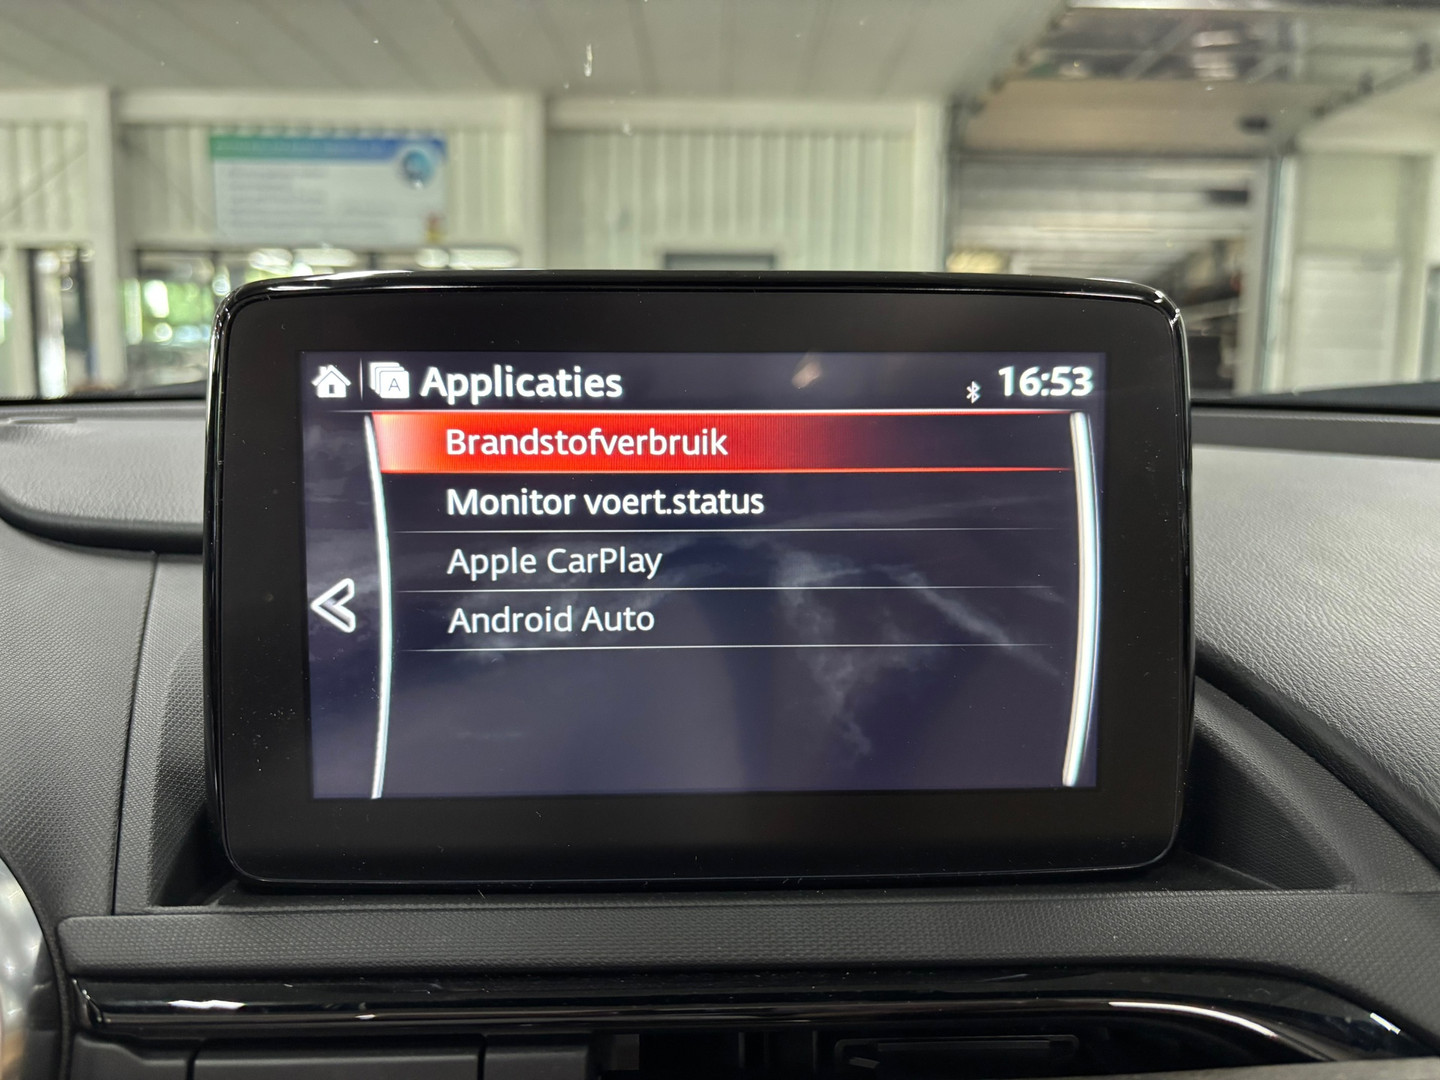 A Applicaties 16:53
Brandstofverbruik
Monitor voert.status
Apple CarPlay
Android Auto